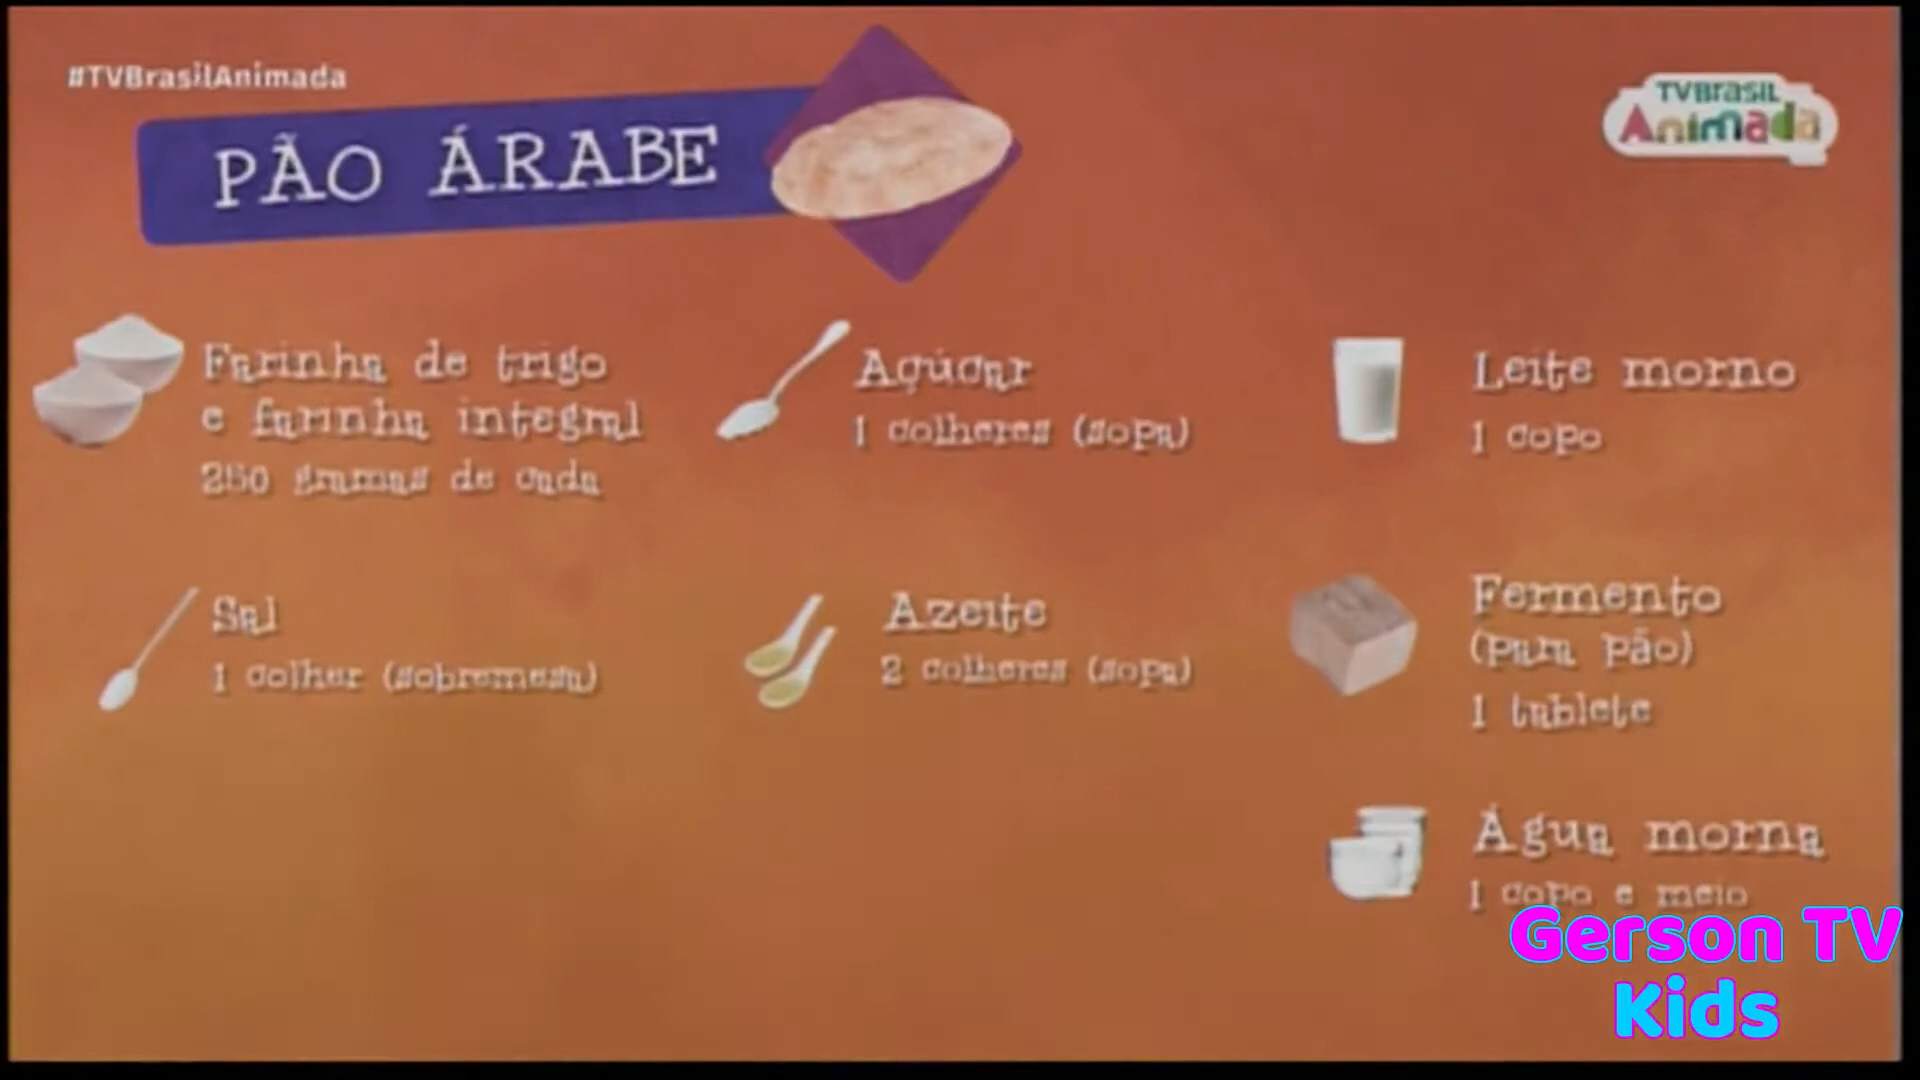 #TVBrasilAnimada
TVBrasil
Animada
PÃO ÁRABE
Farinha de trigo
e farinha integral
250 gramas de cada
Açúcar
1 colheres (sopa)
Leite morno
1 copo
Sal
1 colher (sobremesa)
Azeite
2 colheres (sopa)
Fermento
(para pão)
1 tablete
Água morna
1 copo e meio
Gerson TV
Kids